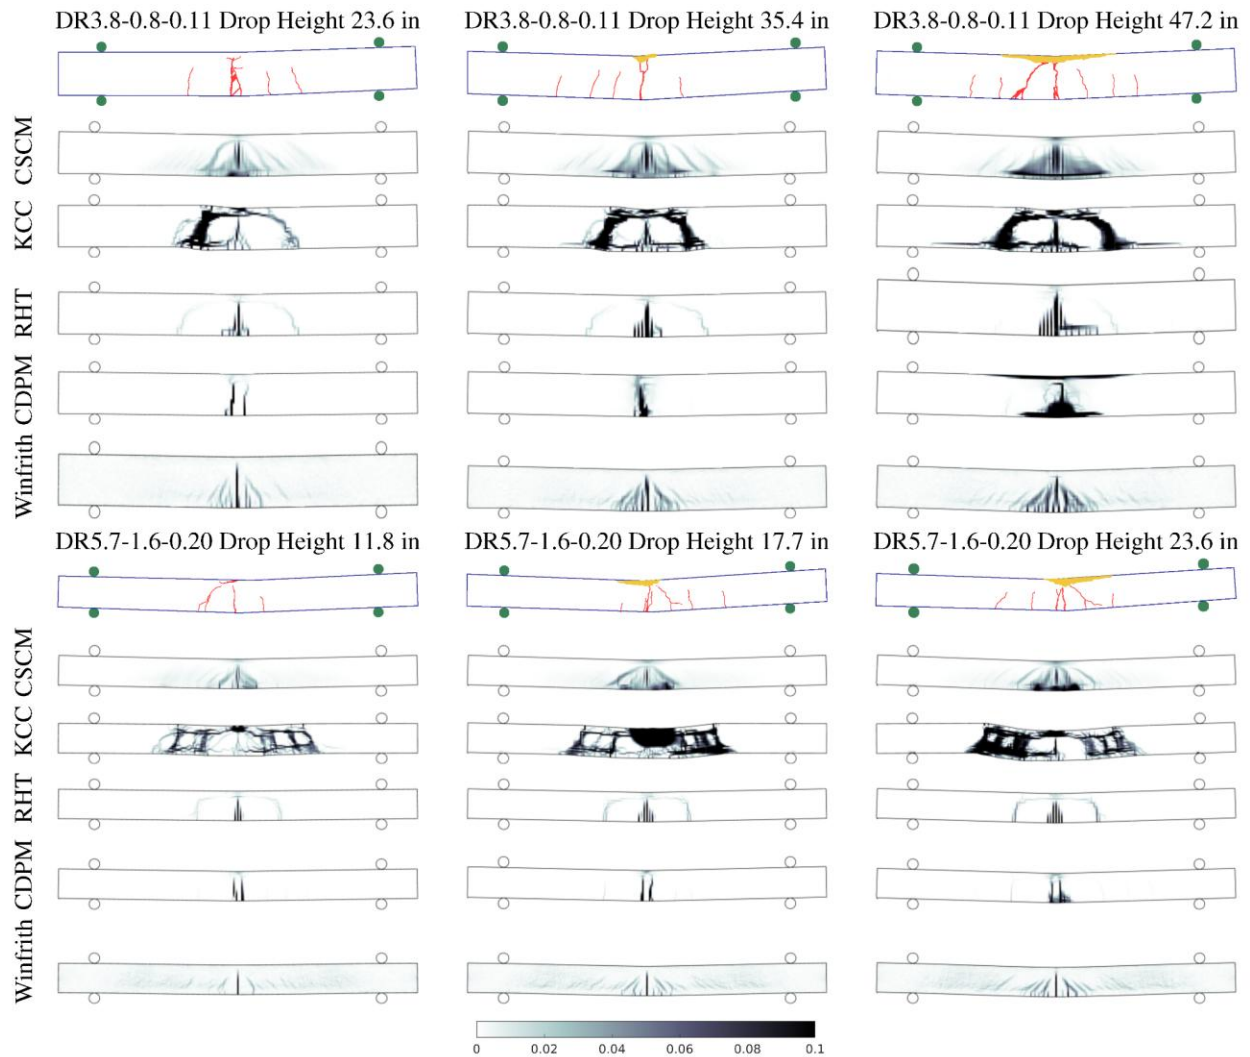 DR3.8-0.8-0.11 Drop Height 23.6 in
DR3.8-0.8-0.11 Drop Height 35.4 in
DR3.8-0.8-0.11 Drop Height 47.2 in
CSCM
KCC
RHT
CDPM
Winfrith
DR5.7-1.6-0.20 Drop Height 11.8 in
DR5.7-1.6-0.20 Drop Height 17.7 in
DR5.7-1.6-0.20 Drop Height 23.6 in
CSCM
KCC
RHT
CDPM
Winfrith
0 0.02 0.04 0.06 0.08 0.1